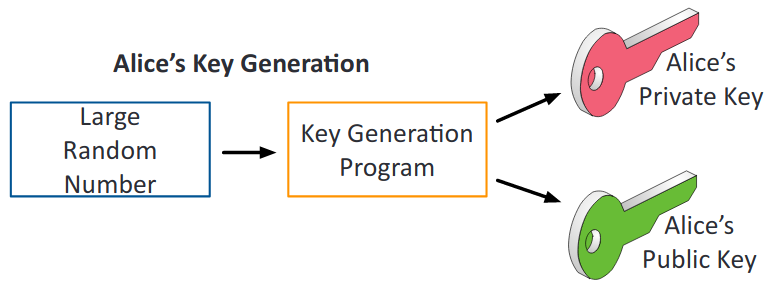 Alice’s Key Generation
Large
Random
Number
Key Generation
Program
Alice’s
Private Key
Alice’s
Public Key